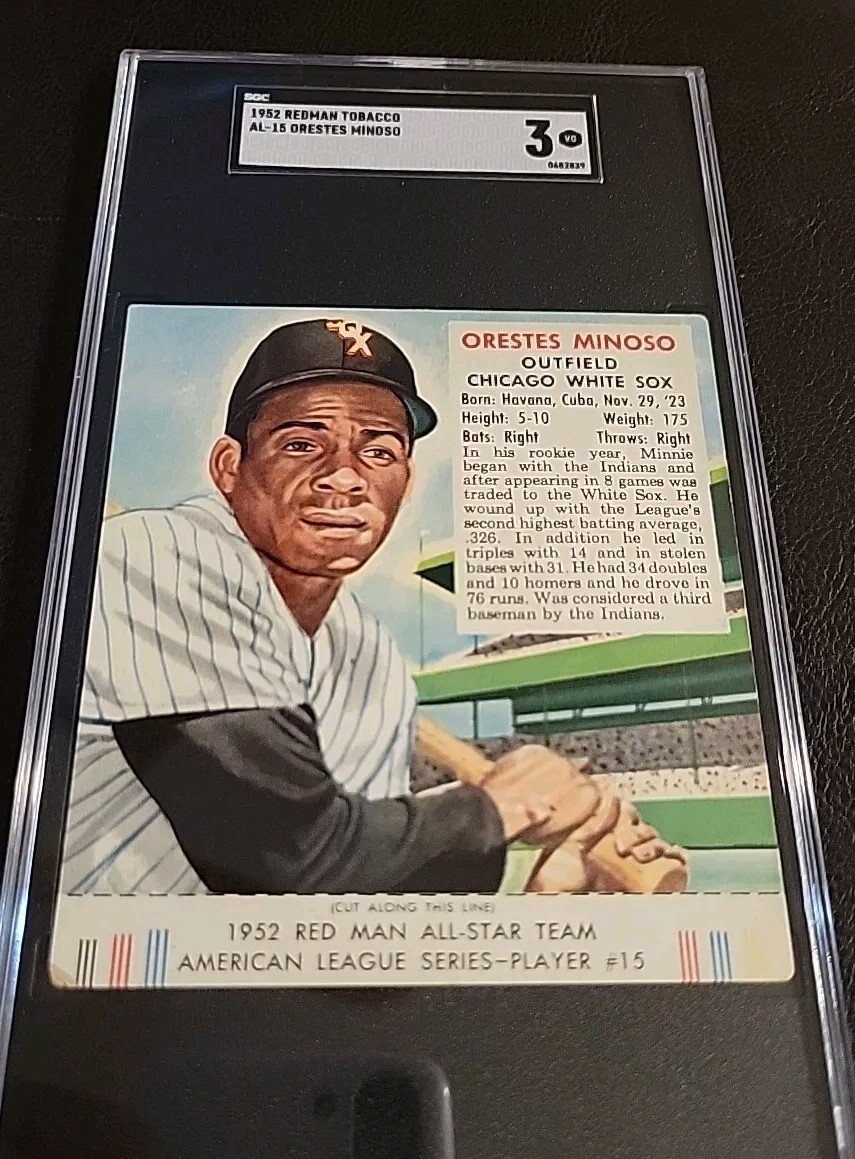 SGC
1952 REDMAN TOBACCO
AL-15 ORESTES MINOSO
3 VG
0682839
SOX
ORESTES MINOSO
OUTFIELD
CHICAGO WHITE SOX
Born: Havana, Cuba, Nov. 29, '23
Height: 5-10 Weight: 175
Bats: Right Throws: Right
In his rookie year, Minnie
began with the Indians and
after appearing in 8 games was
traded to the White Sox. He
wound up with the League's
second highest batting average,
.326. In addition he led in
triples with 14 and in stolen
bases with 31. He had 34 doubles
and 10 homers and he drove in
76 runs. Was considered a third
baseman by the Indians.
(CUT ALONG THIS LINE)
1952 RED MAN ALL-STAR TEAM
AMERICAN LEAGUE SERIES—PLAYER #15